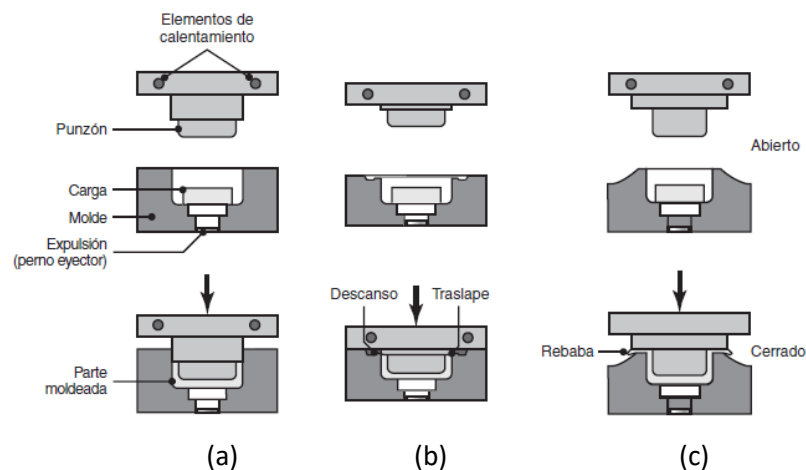 Elementos de
calentamiento
Punzón
Abierto
Carga
Molde
Expulsión
(perno eyector)
Descanso
Traslape
Rebaba
Cerrado
Parte
moldeada
(a)
(b)
(c)